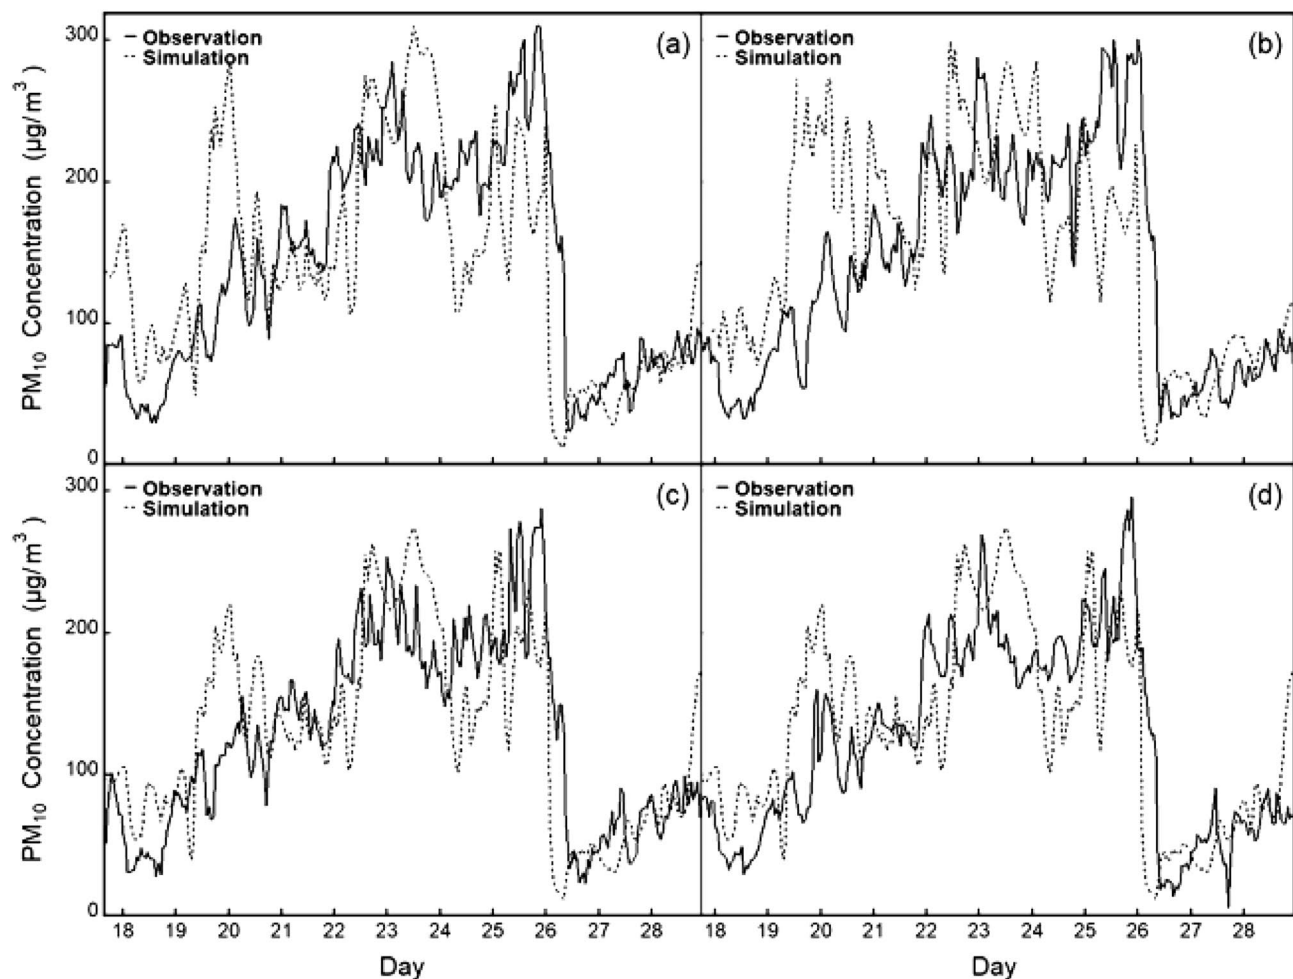 300
200
100
0
PM10 Concentration (µg/m3)
Observation
Simulation
(a)
Observation
Simulation
(b)
300
200
100
0
PM10 Concentration (µg/m3)
Observation
Simulation
(c)
Observation
Simulation
(d)
18 19 20 21 22 23 24 25 26 27 28
18 19 20 21 22 23 24 25 26 27 28
Day
Day